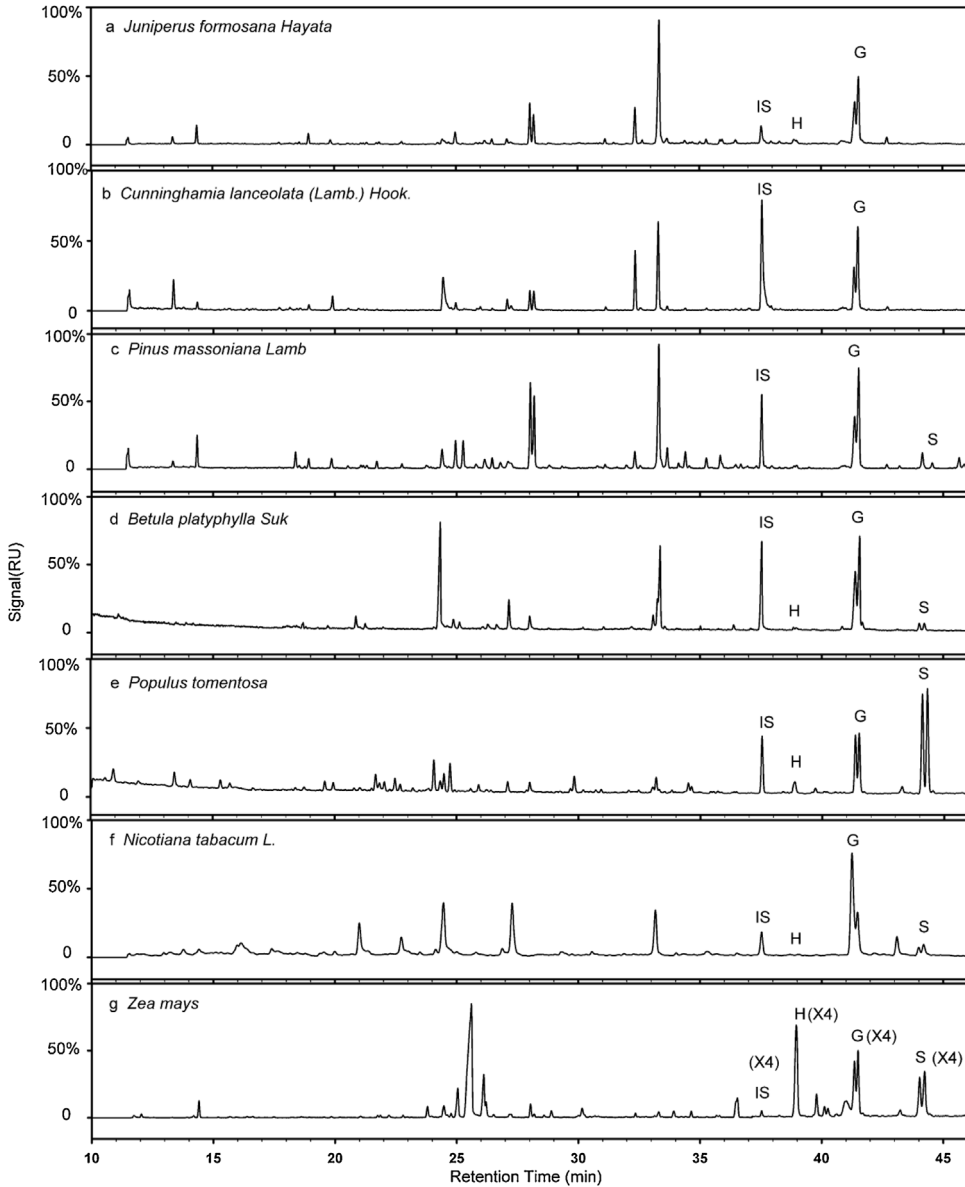 100%
a Juniperus formosana Hayata
G
50%
IS
H
0
100%
b Cunninghamia lanceolata (Lamb.) Hook.
IS
G
50%
0
100%
c Pinus massoniana Lamb
G
IS
50%
S
0
100%
d Betula platyphylla Suk
IS
G
50%
H
S
0
100%
e Populus tomentosa
S
IS
G
50%
H
0
100%
f Nicotiana tabacum L.
G
50%
IS
H
S
0
100%
g Zea mays
H (X4)
G (X4)
50%
(X4)
S (X4)
IS
0
Signal(RU)
10 15 20 25 30 35 40 45
Retention Time (min)